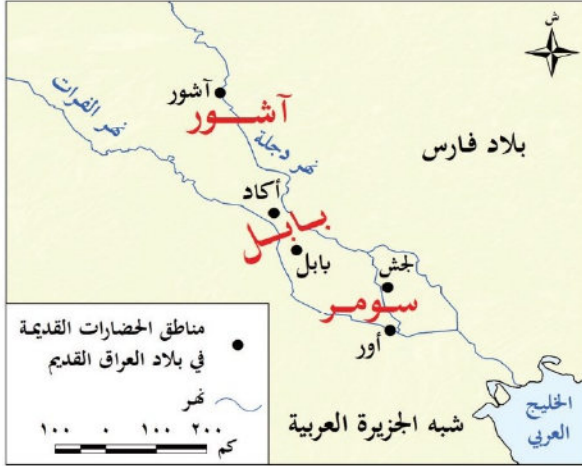 ش
آشور
آشـــور
نهر الفرات
نهر دجلة
بلاد فارس
أكاد
بـابـل
بابل
لجش
سـومـر
أور
مناطق الحضارات القديمة
في بلاد العراق القديم
نهر
١٠٠ ٠ ١٠٠ ٢٠٠
كم
شبه الجزيرة العربية
الخليج
العربي